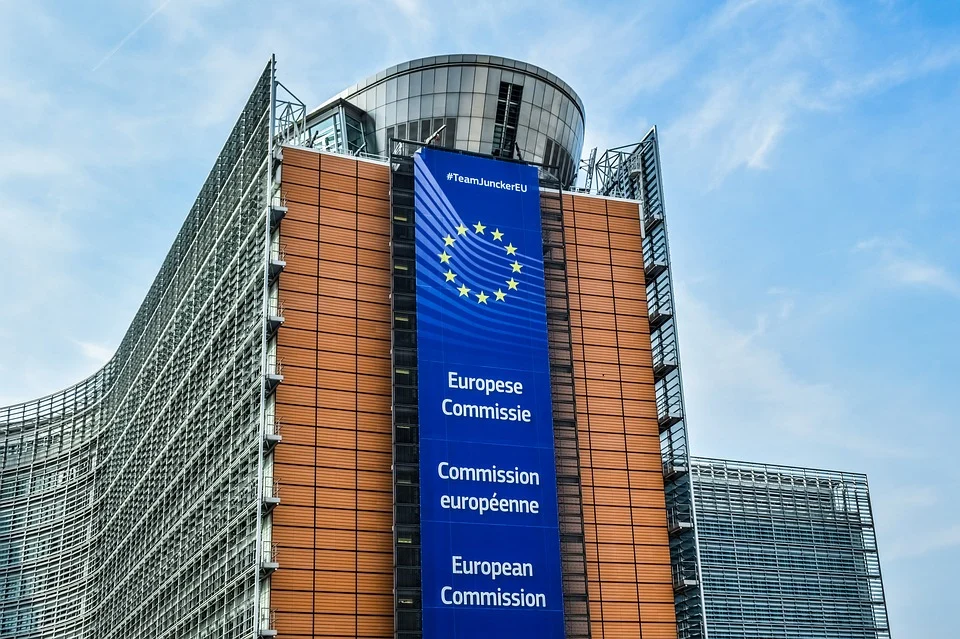 #TeamJunckerEU
Europese
Commissie
Commission
européenne
European
Commission